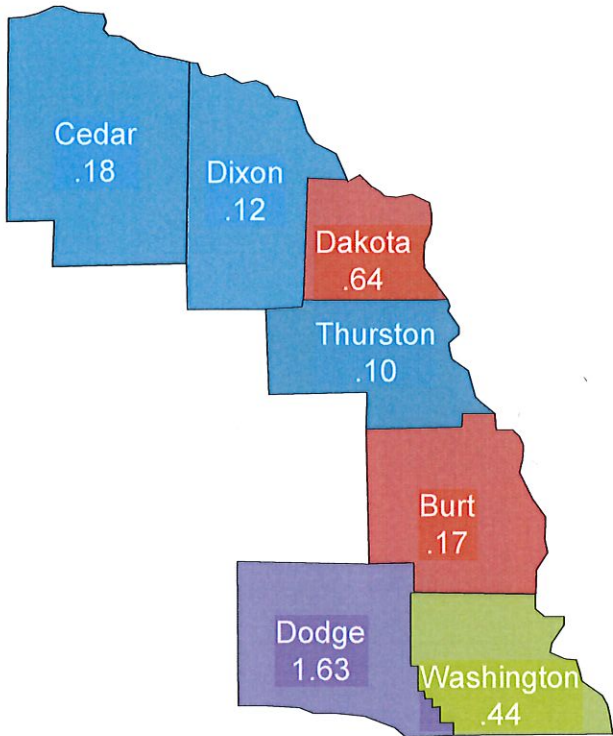 Cedar
.18
Dixon
.12
Dakota
.64
Thurston
.10
Burt
.17
Dodge
1.63
Washington
.44